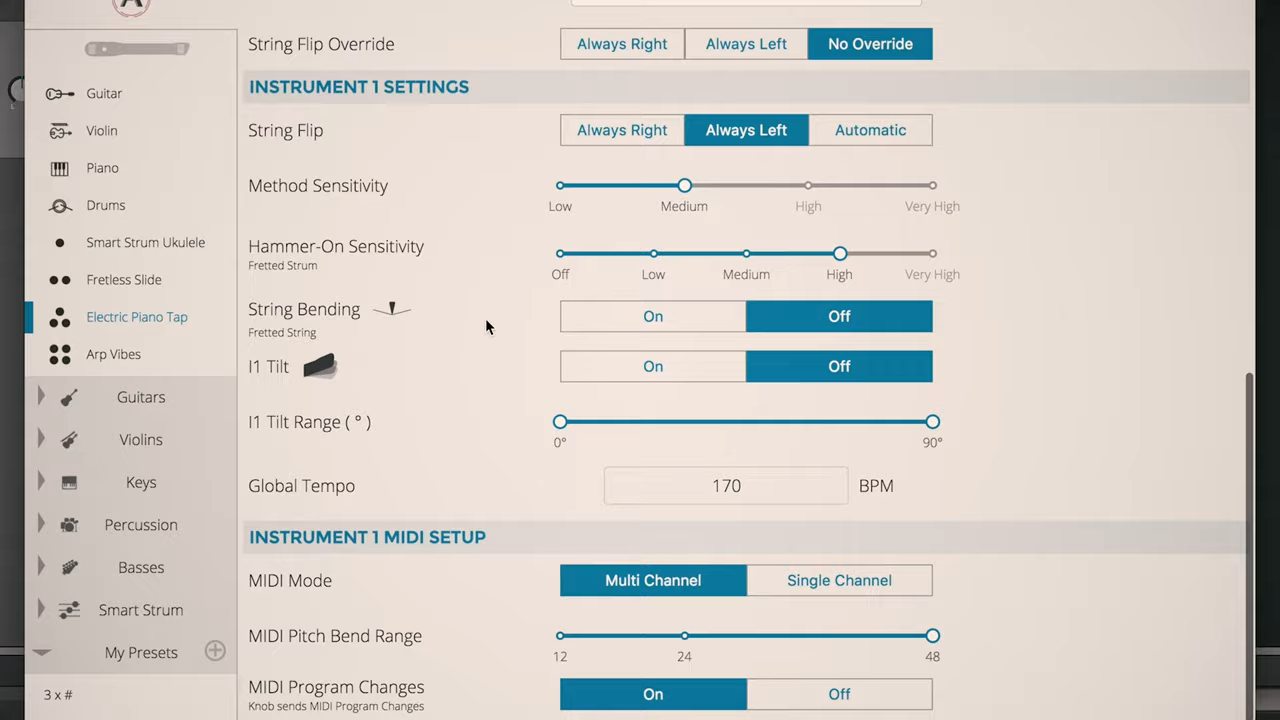 String Flip Override
Always Right
Always Left
No Override
INSTRUMENT 1 SETTINGS
Guitar
String Flip
Always Right
Always Left
Automatic
Violin
Piano
Method Sensitivity
Low
Medium
High
Very High
Drums
Smart Strum Ukulele
Hammer-On Sensitivity
Fretted Strum
Off
Low
Medium
High
Very High
Fretless Slide
Electric Piano Tap
String Bending
Fretted String
On
Off
Arp Vibes
I1 Tilt
On
Off
Guitars
I1 Tilt Range ( ° )
0°
90°
Violins
Keys
Global Tempo
170
BPM
Percussion
INSTRUMENT 1 MIDI SETUP
Basses
MIDI Mode
Multi Channel
Single Channel
Smart Strum
MIDI Pitch Bend Range
12
24
48
My Presets
3 x #
MIDI Program Changes
Knob sends MIDI Program Changes
On
Off